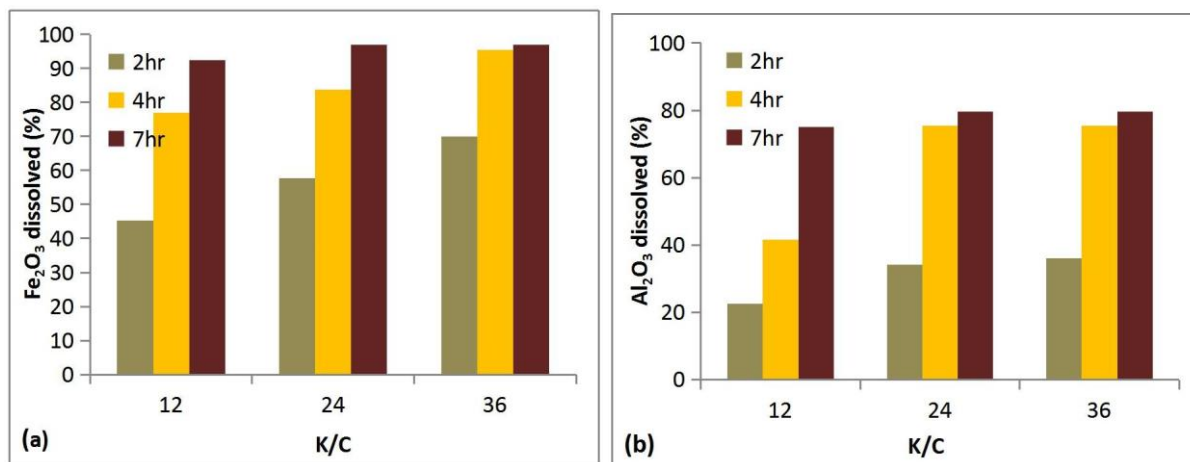 100
90
80
70
60
50
40
30
20
10
0
Fe₂O₃ dissolved (%)
2hr
4hr
7hr
12 24 36
(a) K/C
100
80
60
40
20
0
Al₂O₃ dissolved (%)
2hr
4hr
7hr
12 24 36
(b) K/C